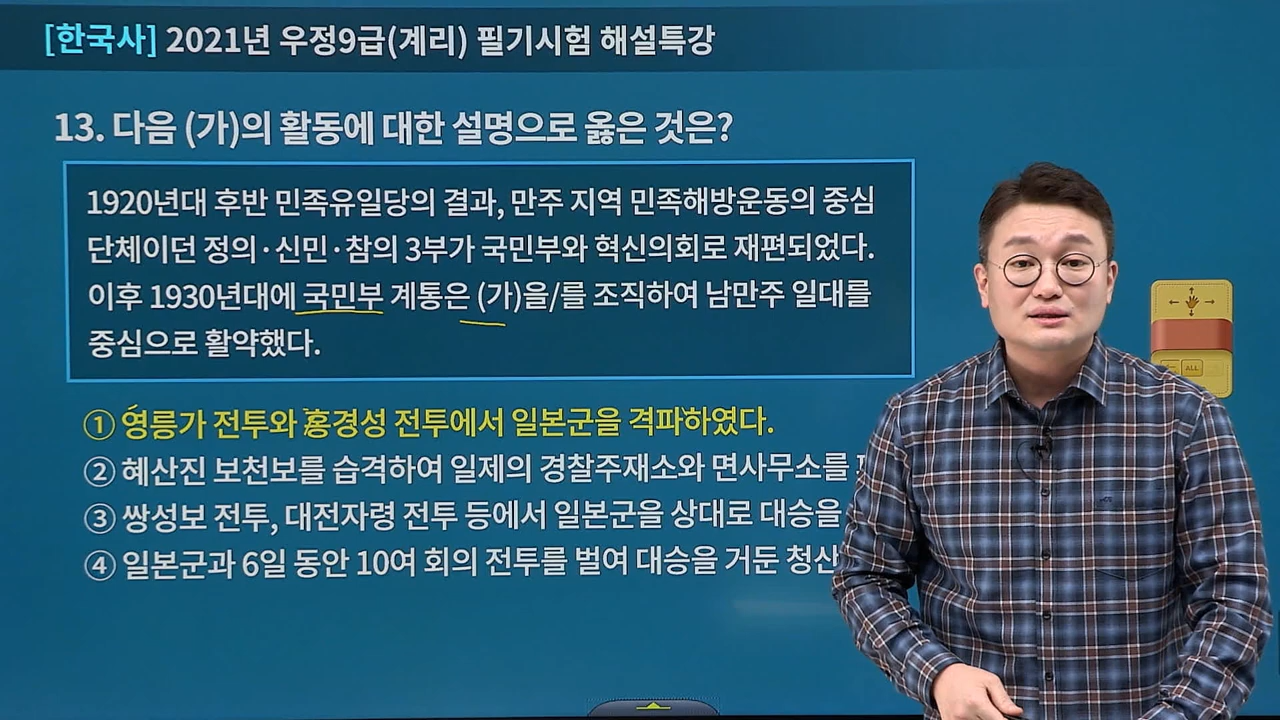 [한국사] 2021년 우정9급(계리) 필기시험 해설특강
13. 다음 (가)의 활동에 대한 설명으로 옳은 것은?
1920년대 후반 민족유일당의 결과, 만주 지역 민족해방운동의 중심
단체이던 정의·신민·참의 3부가 국민부와 혁신의회로 재편되었다.
이후 1930년대에 국민부 계통은 (가)을/를 조직하여 남만주 일대를
중심으로 활약했다.
① 영릉가 전투와 흥경성 전투에서 일본군을 격파하였다.
② 혜산진 보천보를 습격하여 일제의 경찰주재소와 면사무소를
③ 쌍성보 전투, 대전자령 전투 등에서 일본군을 상대로 대승을
④ 일본군과 6일 동안 10여 회의 전투를 벌여 대승을 거둔 청산
ALL